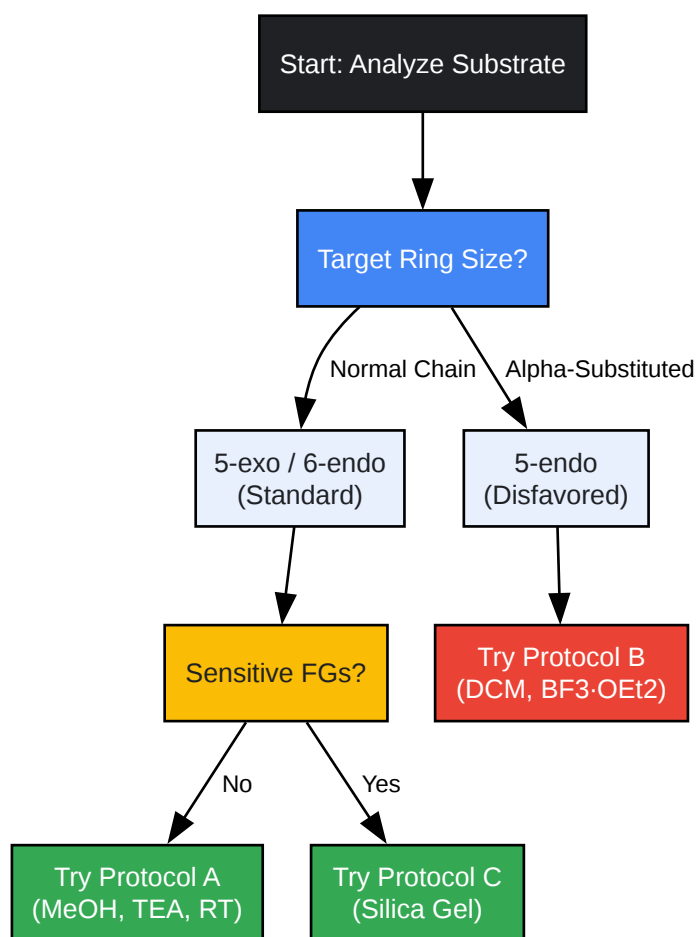 Start: Analyze Substrate
Target Ring Size?
Normal Chain
Alpha-Substituted
5-exo / 6-endo
(Standard)
5-endo
(Disfavored)
Sensitive FGs?
Try Protocol B
(DCM, BF3·OEt2)
No
Yes
Try Protocol A
(MeOH, TEA, RT)
Try Protocol C
(Silica Gel)